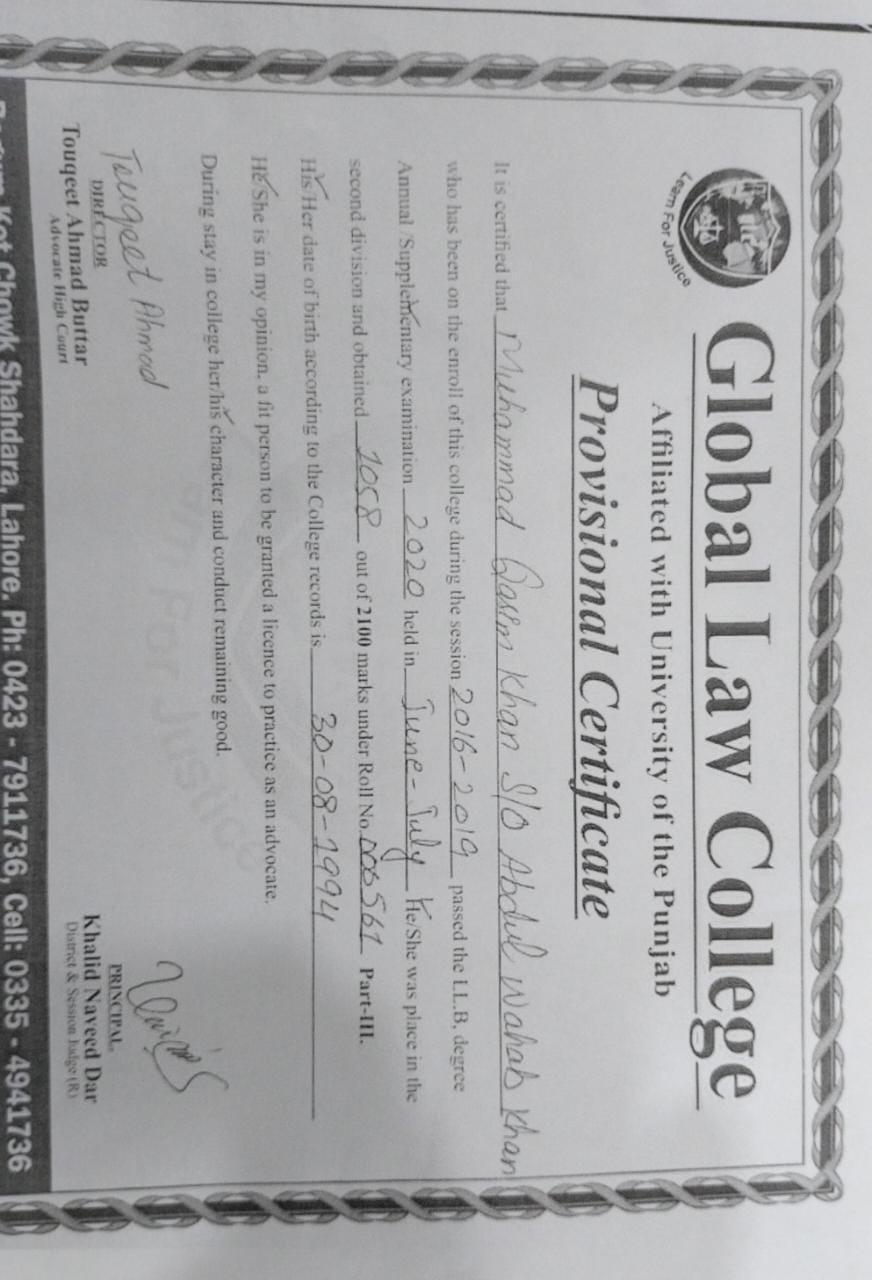 Global Law College
Affiliated with University of the Punjab
Team For Justice
Provisional Certificate
It is certified that Muhammad Qasim Khan S/O Abdul Wahab Khan
who has been on the enroll of this college during the session 2016-2019 passed the LL.B. degree
Annual /Supplementary examination 2020 held in June-July He/She was place in the
second division and obtained 1058 out of 2100 marks under Roll No. 006561 Part-III.
His/Her date of birth according to the College records is 30-08-1994
He/She is in my opinion, a fit person to be granted a licence to practice as an advocate.
During stay in college her/his character and conduct remaining good.
Touqeet Ahmad
DIRECTOR
Touqeet Ahmad Buttar
Advocate High Court
PRINCIPAL
Khalid Naveed Dar
District & Session Judge (R)
For Justice
Kot Chowk Shahdara, Lahore. Ph: 0423 - 7911736, Cell: 0335 - 4941736